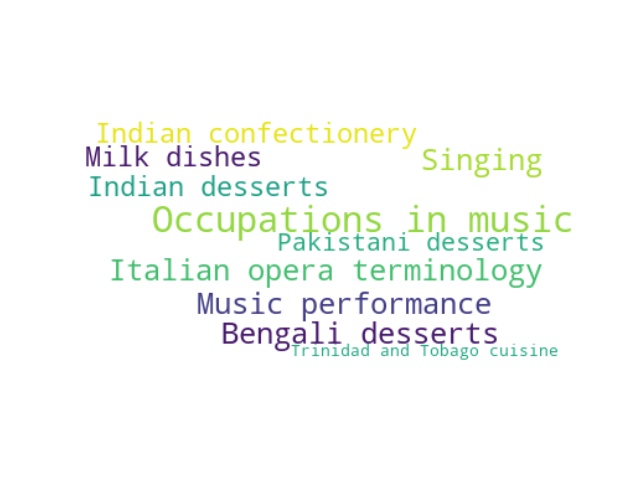 Indian confectionery
Milk dishes
Singing
Indian desserts
Occupations in music
Pakistani desserts
Italian opera terminology
Music performance
Bengali desserts
Trinidad and Tobago cuisine